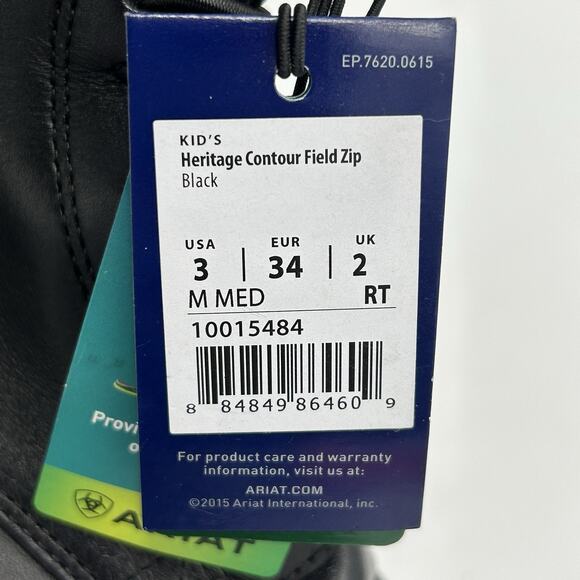 EP.7620.0615
KID'S
Heritage Contour Field Zip
Black
USA EUR UK
3 | 34 | 2
M MED RT
10015484
8 84849 86460 9
For product care and warranty
information, visit us at:
ARIAT.COM
©2015 Ariat International, inc.
ARIAT